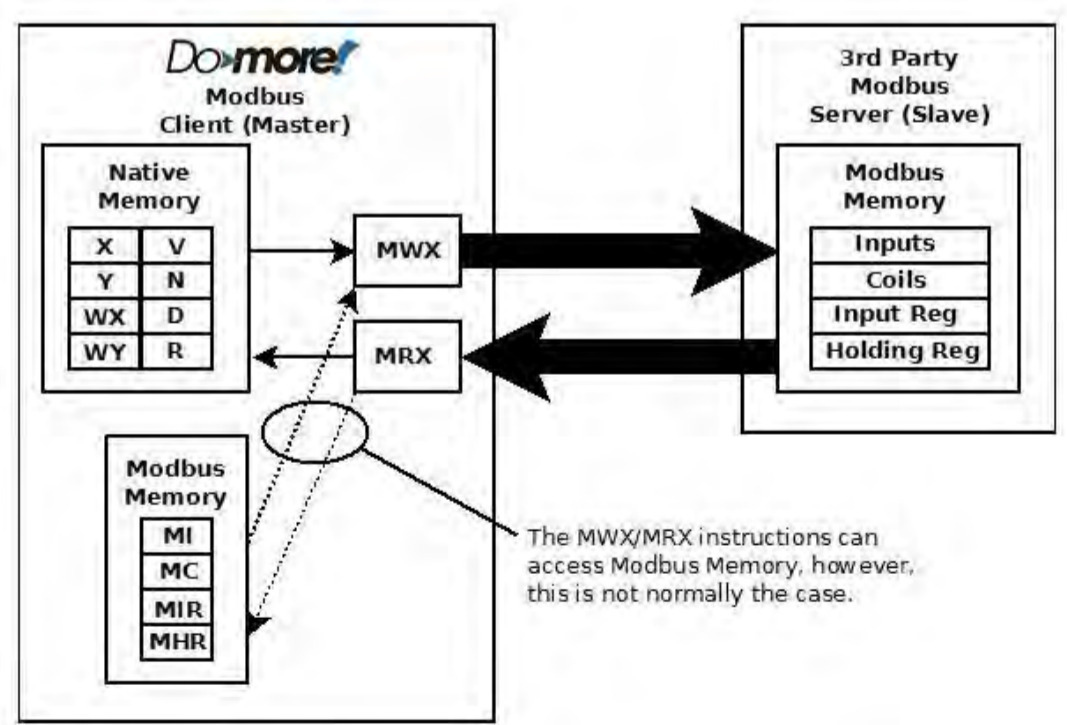 Do>more!
Modbus
Client (Master)
Native
Memory
X V
Y N
WX D
WY R
MWX
MRX
Modbus
Memory
MI
MC
MIR
MHR
3rd Party
Modbus
Server (Slave)
Modbus
Memory
Inputs
Coils
Input Reg
Holding Reg
The MWX/MRX instructions can
access Modbus Memory, however,
this is not normally the case.